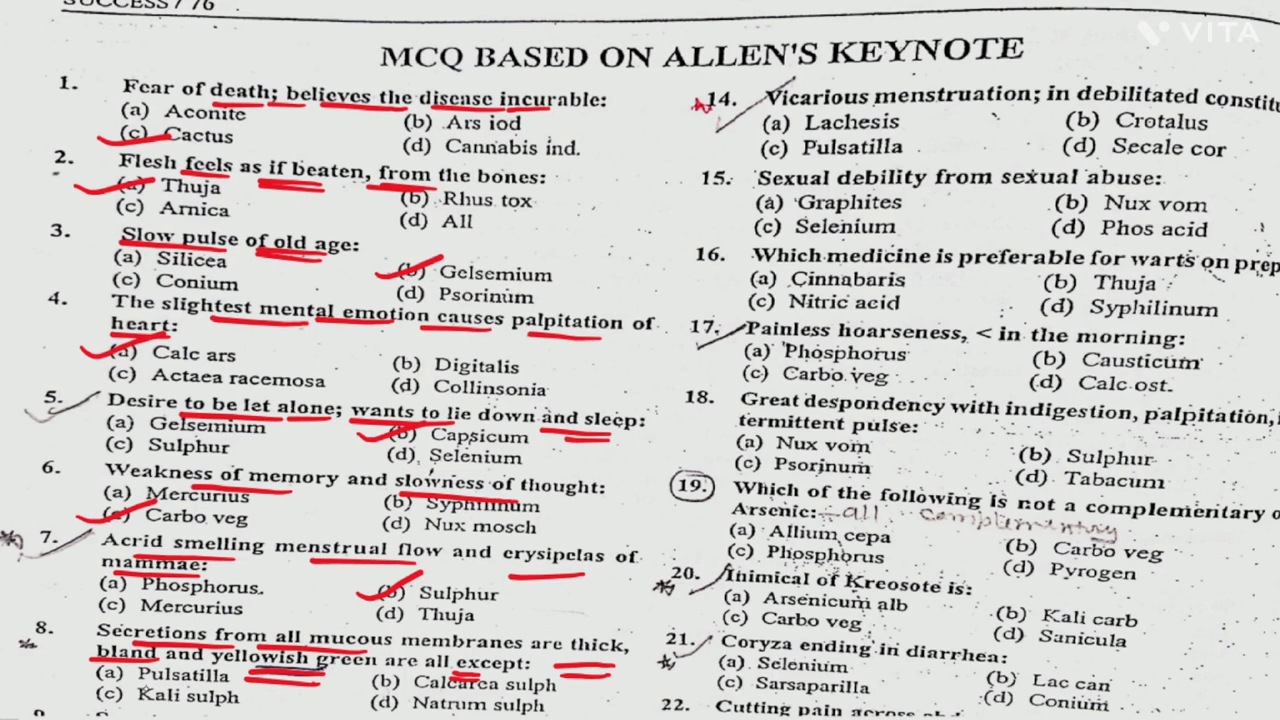 SUCCESS / 76
VITA
MCQ BASED ON ALLEN'S KEYNOTE
1. Fear of death; believes the disease incurable:
(a) Aconite
(b) Ars iod
(c) Cactus
(d) Cannabis ind.
2. Flesh feels as if beaten, from the bones:
(a) Thuja
(b) Rhus tox
(c) Arnica
(d) All
3. Slow pulse of old age:
(a) Silicea
(b) Gelsemium
(c) Conium
(d) Psorinum
4. The slightest mental emotion causes palpitation of
heart:
(a) Calc ars
(b) Digitalis
(c) Actaea racemosa
(d) Collinsonia
5. Desire to be let alone; wants to lie down and sleep:
(a) Gelsemium
(b) Capsicum
(c) Sulphur
(d) Selenium
6. Weakness of memory and slowness of thought:
(a) Mercurius
(b) Syphilinum
(c) Carbo veg
(d) Nux mosch
7. Acrid smelling menstrual flow and erysipelas of
mammae:
(a) Phosphorus.
(b) Sulphur
(c) Mercurius
(d) Thuja
8. Secretions from all mucous membranes are thick,
bland and yellowish green are all except:
(a) Pulsatilla
(b) Calcarea sulph
(c) Kali sulph
(d) Natrum sulph
14. Vicarious menstruation; in debilitated constitu
(a) Lachesis
(b) Crotalus
(c) Pulsatilla
(d) Secale cor
15. Sexual debility from sexual abuse:
(a) Graphites
(b) Nux vom
(c) Selenium
(d) Phos acid
16. Which medicine is preferable for warts on prep
(a) Cinnabaris
(b) Thuja
(c) Nitric acid
(d) Syphilinum
17. Painless hoarseness, < in the morning:
(a) Phosphorus
(b) Causticum
(c) Carbo veg
(d) Calc ost.
18. Great despondency with indigestion, palpitation,
termittent pulse:
(a) Nux vom
(b) Sulphur
(c) Psorinum
(d) Tabacum
19. Which of the following is not a complementary o
Arsenic: - all complementary
(a) Allium cepa
(b) Carbo veg
(c) Phosphorus
(d) Pyrogen
20. Inimical of Kreosote is:
(a) Arsenicum alb
(b) Kali carb
(c) Carbo veg
(d) Sanicula
21. Coryza ending in diarrhea:
(a) Selenium
(b) Lac can
(c) Sarsaparilla
(d) Conium
22. Cutting pain across